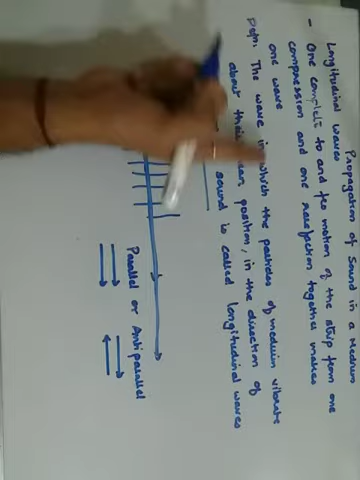 Propagation of Sound in a Medium
Longitudinal waves
- One complete to and fro motion of the strip from one
compression and one rarefaction together makes
one wave
Defn: The wave in which the particles of medium vibrate
about their mean position, in the direction of
sound is called longitudinal waves
Parallel or Antiparallel